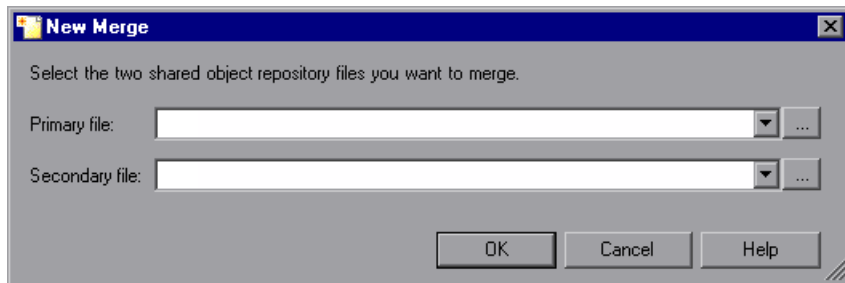 New Merge
Select the two shared object repository files you want to merge.
Primary file:
...
Secondary file:
...
OK Cancel Help